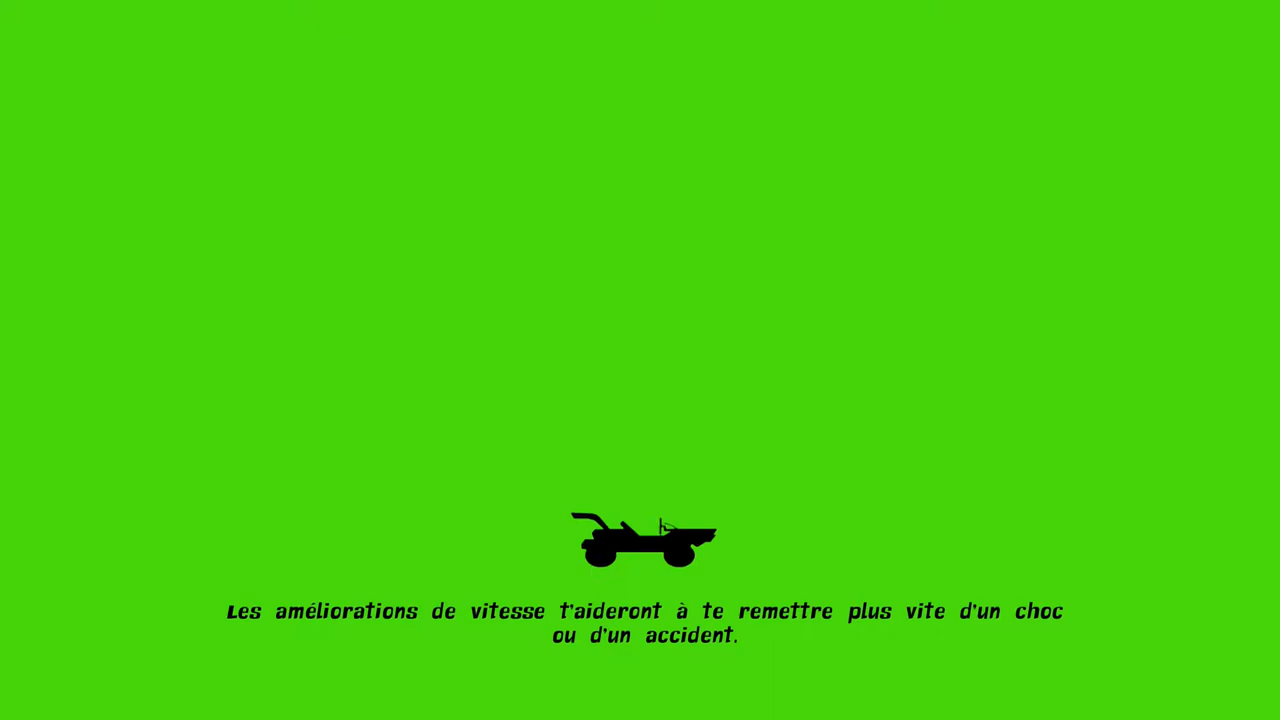 Les améliorations de vitesse t'aideront à te remettre plus vite d'un choc
ou d'un accident.